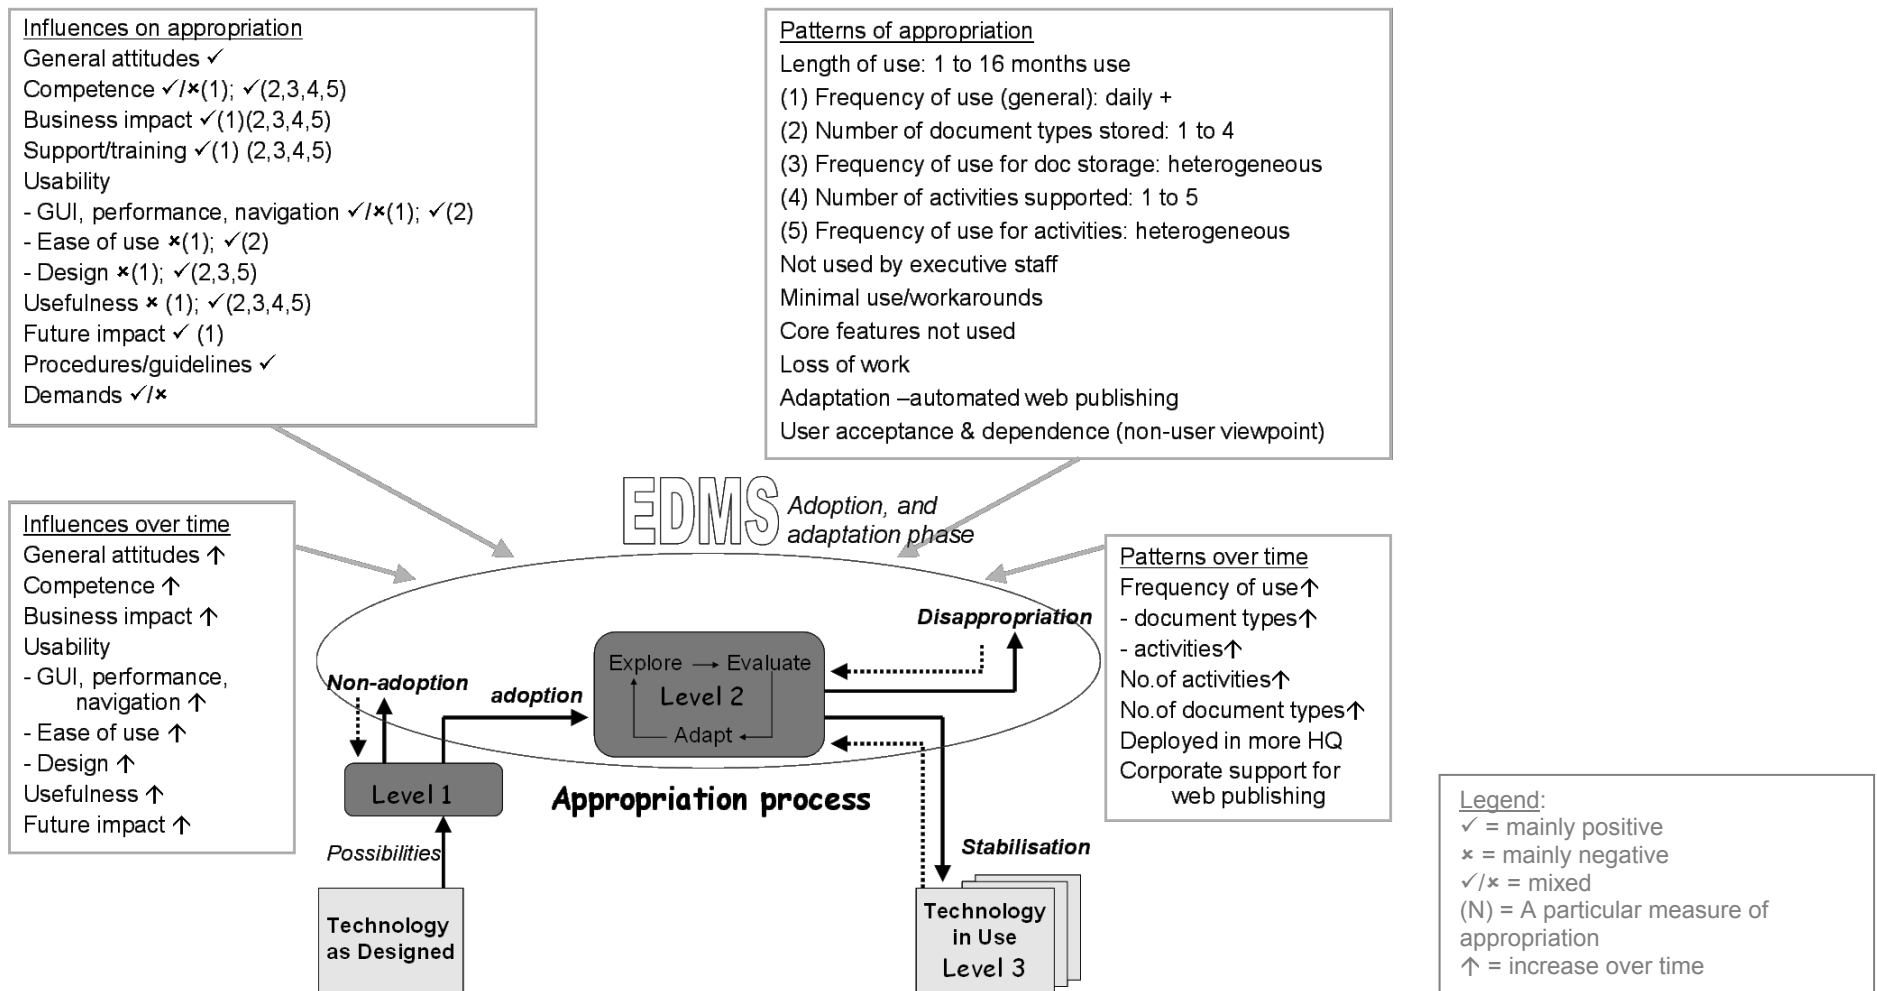 Influences on appropriation
General attitudes ✓
Competence ✓/×(1); ✓(2,3,4,5)
Business impact ✓(1)(2,3,4,5)
Support/training ✓(1) (2,3,4,5)
Usability
- GUI, performance, navigation ✓/×(1); ✓(2)
- Ease of use ×(1); ✓(2)
- Design ×(1); ✓(2,3,5)
Usefulness × (1); ✓(2,3,4,5)
Future impact ✓ (1)
Procedures/guidelines ✓
Demands ✓/×
Patterns of appropriation
Length of use: 1 to 16 months use
(1) Frequency of use (general): daily +
(2) Number of document types stored: 1 to 4
(3) Frequency of use for doc storage: heterogeneous
(4) Number of activities supported: 1 to 5
(5) Frequency of use for activities: heterogeneous
Not used by executive staff
Minimal use/workarounds
Core features not used
Loss of work
Adaptation –automated web publishing
User acceptance & dependence (non-user viewpoint)
EDMS
Adoption, and
adaptation phase
Influences over time
General attitudes ↑
Competence ↑
Business impact ↑
Usability
- GUI, performance,
navigation ↑
- Ease of use ↑
- Design ↑
Usefulness ↑
Future impact ↑
Patterns over time
Frequency of use↑
- document types↑
- activities↑
No.of activities↑
No.of document types↑
Deployed in more HQ
Corporate support for
web publishing
Disappropriation
Non-adoption
adoption
Explore → Evaluate
Level 2
Adapt
Level 1
Appropriation process
Possibilities
Stabilisation
Technology
as Designed
Technology
in Use
Level 3
Legend:
✓ = mainly positive
× = mainly negative
✓/× = mixed
(N) = A particular measure of
appropriation
↑ = increase over time